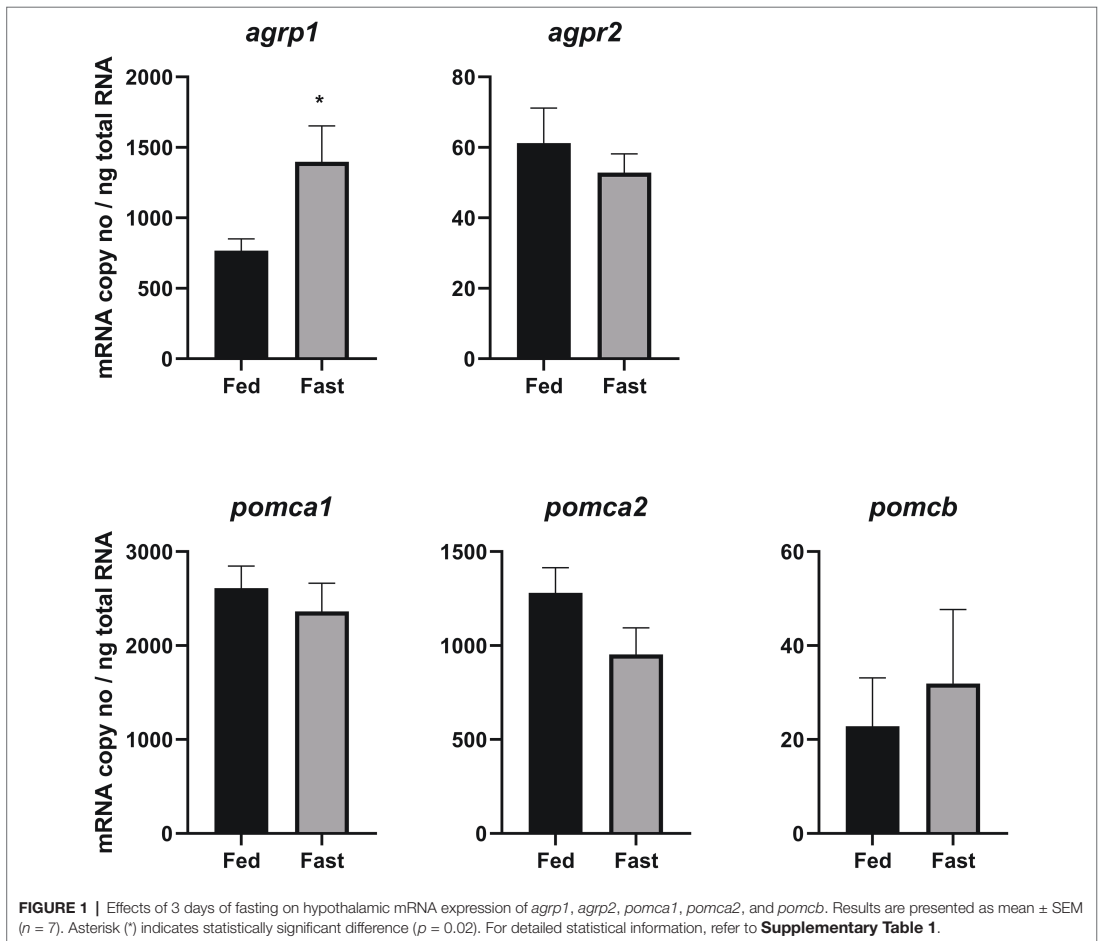 agrp1
agpr2
mRNA copy no / ng total RNA
2000
1500
1000
500
0
*
Fed
Fast
80
60
40
20
0
Fed
Fast
pomca1
pomca2
pomcb
mRNA copy no / ng total RNA
3000
2000
1000
0
Fed
Fast
1500
1000
500
0
Fed
Fast
60
40
20
0
Fed
Fast
FIGURE 1 | Effects of 3 days of fasting on hypothalamic mRNA expression of agrp1, agrp2, pomca1, pomca2, and pomcb. Results are presented as mean ± SEM
(n = 7). Asterisk (*) indicates statistically significant difference (p = 0.02). For detailed statistical information, refer to Supplementary Table 1.